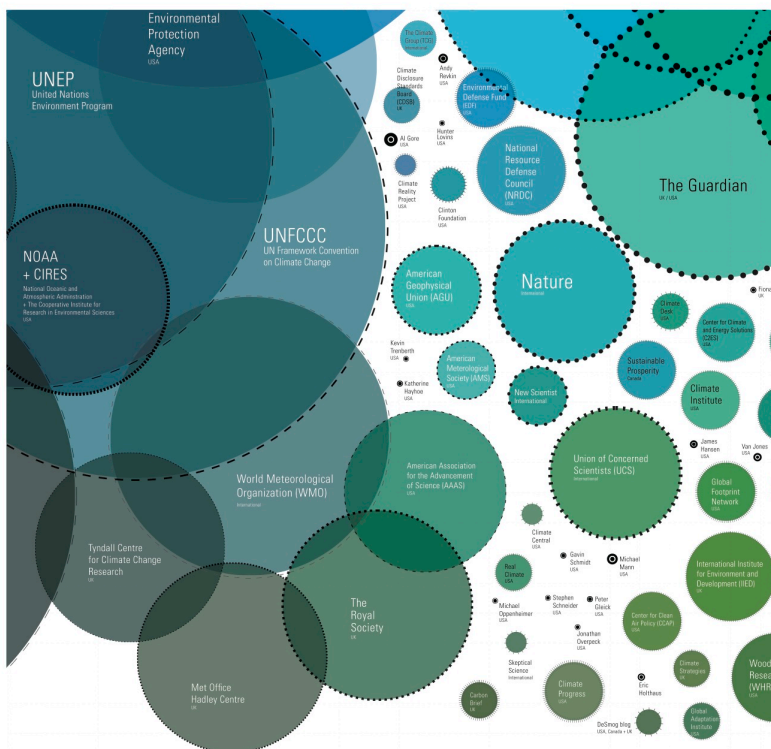 Environmental
Protection
Agency
USA
UNEP
United Nations
Environment Program
NOAA
+ CIRES
National Oceanic and
Atmospheric Adminstration
+ The Cooperative Institute for
Research in Environmental Sciences
USA
UNFCCC
UN Framework Convention
on Climate Change
The Climate
Group (TCG)
International
Andy
Revkin
USA
Climate
Disclosure
Standards
Board (CDSB)
UK
Environmental
Defense Fund
(EDF)
UK
Al Gore
USA
Hunter
Lovins
USA
Climate
Reality
Project
USA
Clinton
Foundation
USA
National
Resource
Defense
Council
(NRDC)
USA
The Guardian
UK / USA
American
Geophysical
Union (AGU)
USA
Nature
International
Climate
Desk
USA
Center for Climate
and Energy Solutions
(C2ES)
USA
Kevin
Trenberth
USA
American
Meterological
Society (AMS)
USA
Katherine
Hayhoe
USA
New Scientist
International
Sustainable
Prosperity
Canada
Climate
Institute
USA
World Meteorological
Organization (WMO)
International
American Association
for the Advancement
of Science (AAAS)
USA
Union of Concerned
Scientists (UCS)
International
James
Hansen
USA
Van Jones
USA
Global
Footprint
Network
USA
Tyndall Centre
for Climate Change
Research
UK
Climate
Central
USA
Real
Climate
USA
Gavin
Schmidt
USA
Michael
Mann
USA
International Institute
for Environment and
Development (IIED)
UK
The
Royal
Society
UK
Michael
Oppenheimer
USA
Stephen
Schneider
USA
Peter
Gleick
USA
Jonathan
Overpeck
USA
Center for Clean
Air Policy (CCAP)
USA
Met Office
Hadley Centre
UK
Skeptical
Science
International
Climate
Progress
USA
Carbon
Brief
UK
Eric
Holthaus
Climate
Strategies
UK
DeSmog blog
USA, Canada + UK
Global
Adaptation
Institute
USA